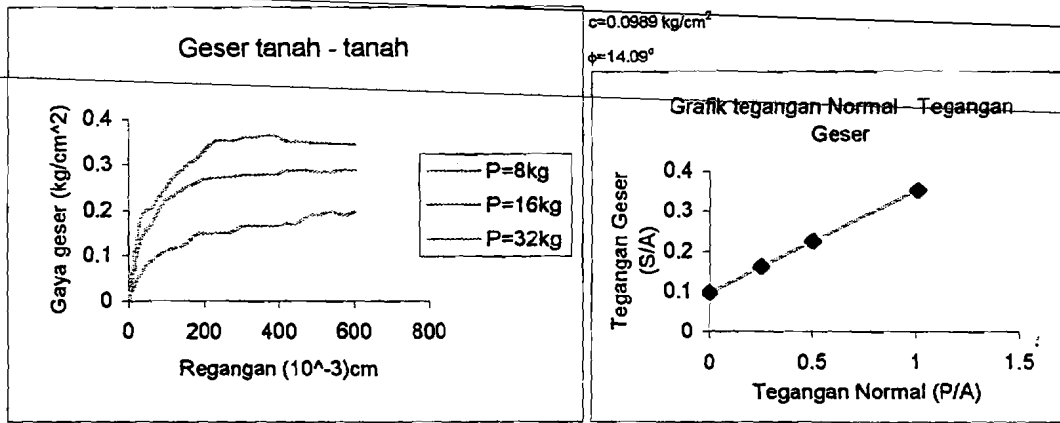 Geser tanah - tanah
Gaya geser (kg/cm^2)
0.4
0.3
0.2
0.1
0
0 200 400 600 800
Regangan (10^-3)cm
P=8kg
P=16kg
P=32kg
c=0.0989 kg/cm²
ϕ=14.09°
Grafik tegangan Normal - Tegangan
Geser
Tegangan Geser
(S/A)
0.4
0.3
0.2
0.1
0
0 0.5 1 1.5
Tegangan Normal (P/A)